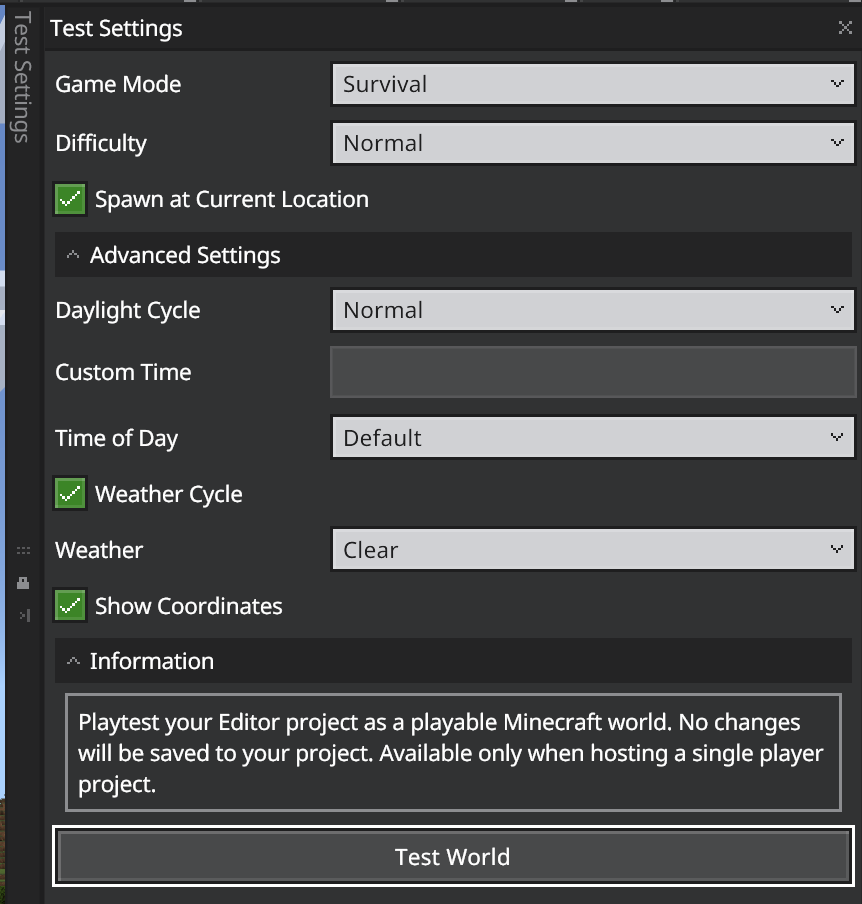 Test Settings
Test Settings
Game Mode
Survival
Difficulty
Normal
Spawn at Current Location
Advanced Settings
Daylight Cycle
Normal
Custom Time
Time of Day
Default
Weather Cycle
Weather
Clear
Show Coordinates
Information
Playtest your Editor project as a playable Minecraft world. No changes
will be saved to your project. Available only when hosting a single player
project.
Test World